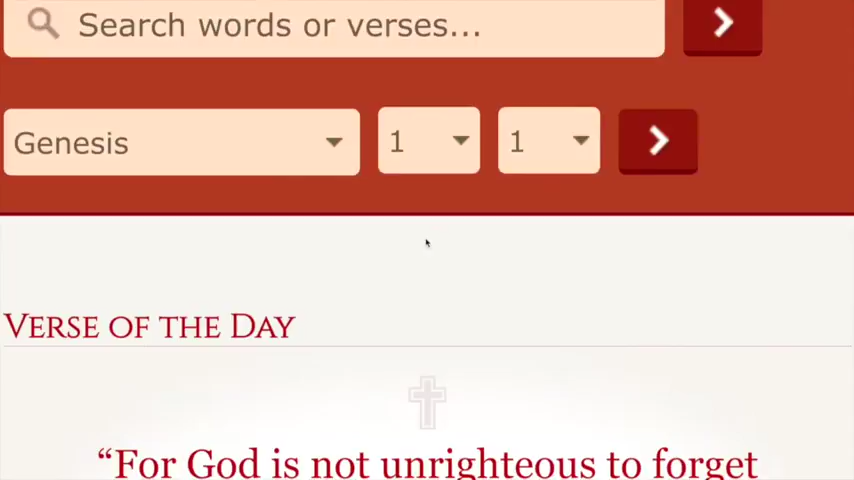 Search words or verses...
Genesis 1 1
Verse of the Day
“For God is not unrighteous to forget